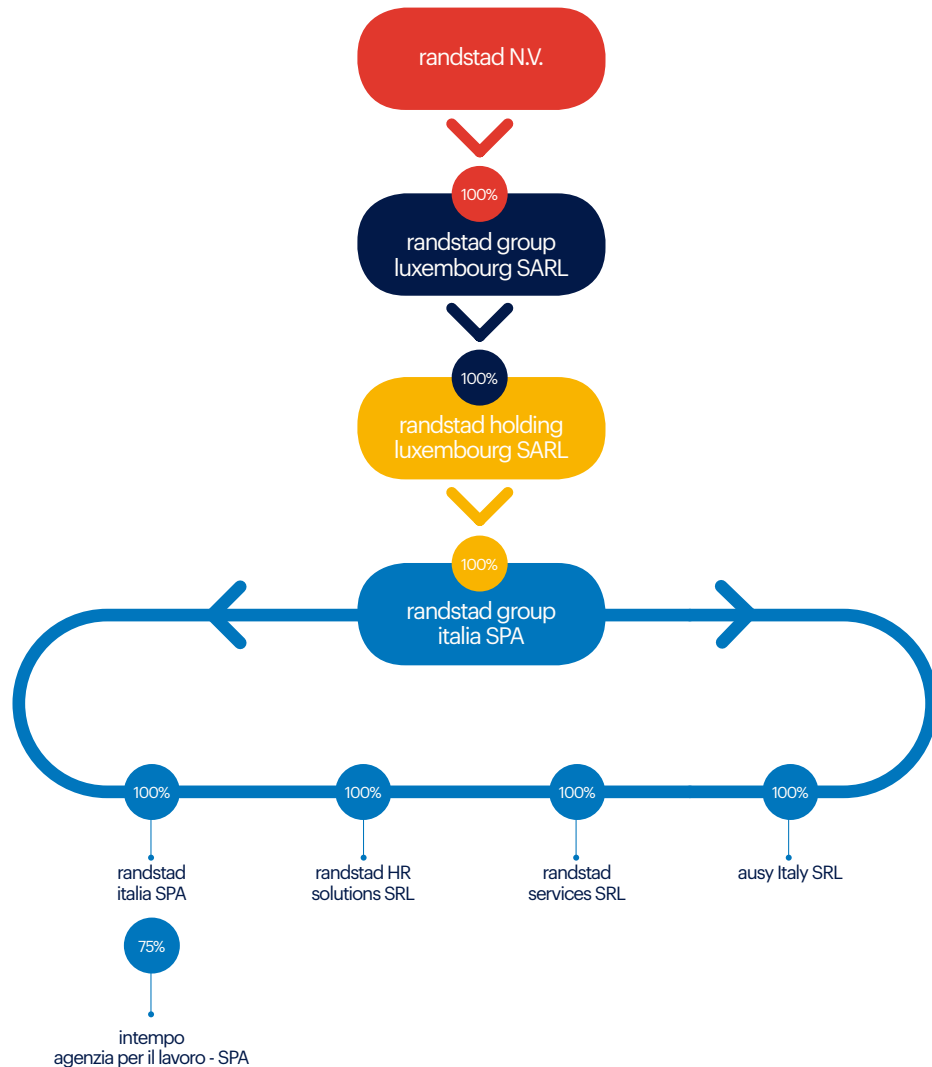 randstad N.V.
100%
randstad group
luxembourg SARL
100%
randstad holding
luxembourg SARL
100%
randstad group
italia SPA
100%
100%
100%
100%
randstad
italia SPA
randstad HR
solutions SRL
randstad
services SRL
ausy Italy SRL
75%
intempo
agenzia per il lavoro - SPA